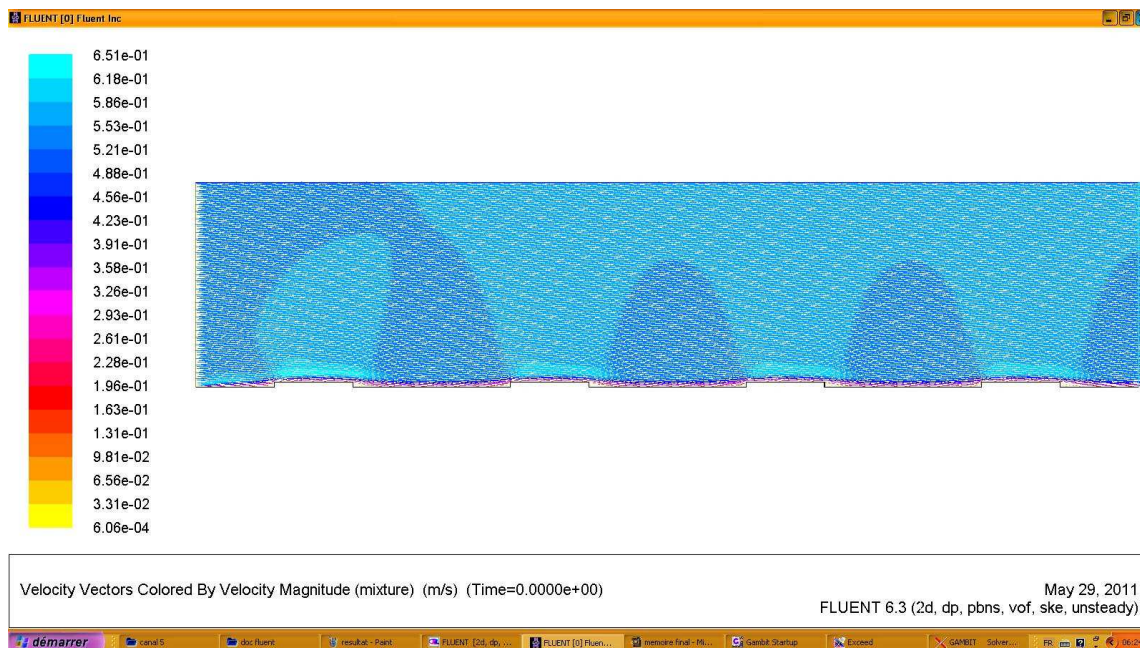 FLUENT [0] Fluent Inc
6.51e-01
6.18e-01
5.86e-01
5.53e-01
5.21e-01
4.88e-01
4.56e-01
4.23e-01
3.91e-01
3.58e-01
3.26e-01
2.93e-01
2.61e-01
2.28e-01
1.96e-01
1.63e-01
1.31e-01
9.81e-02
6.56e-02
3.31e-02
6.06e-04
Velocity Vectors Colored By Velocity Magnitude (mixture) (m/s) (Time=0.0000e+00)
May 29, 2011
FLUENT 6.3 (2d, dp, pbns, vof, ske, unsteady)
démarrer canal 5 doc fluent resultat - Paint FLUENT [2d, dp, ... FLUENT [0] Fluen... memoire final - Mi... Gambit Startup Exceed GAMBIT Solver... FR